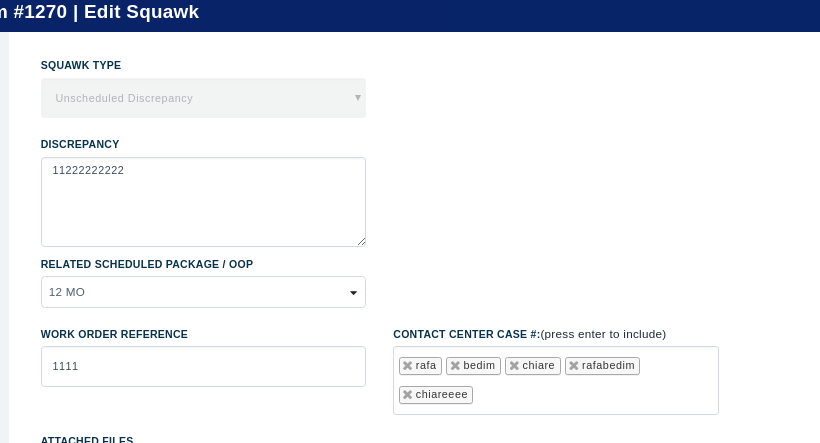 #1270 | Edit Squawk
SQUAWK TYPE
Unscheduled Discrepancy
DISCREPANCY
11222222222
RELATED SCHEDULED PACKAGE / OOP
12 MO
WORK ORDER REFERENCE
1111
CONTACT CENTER CASE #:(press enter to include)
rafa bedim chiare rafabedim
chiareeee
ATTACHED FILES